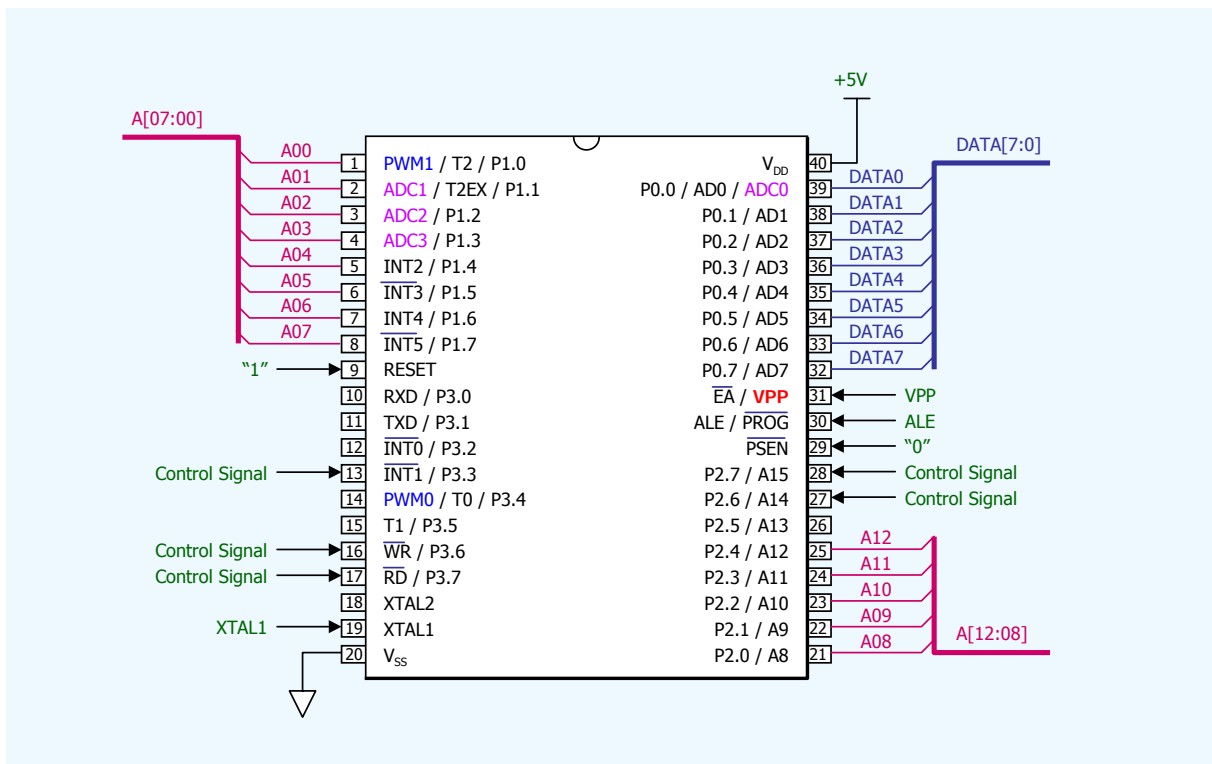 +5V
A[07:00]
DATA[7:0]
A00 1 PWM1 / T2 / P1.0 VDD 40
A01 2 ADC1 / T2EX / P1.1 P0.0 / AD0 / ADC0 39 DATA0
A02 3 ADC2 / P1.2 P0.1 / AD1 38 DATA1
A03 4 ADC3 / P1.3 P0.2 / AD2 37 DATA2
A04 5 INT2 / P1.4 P0.3 / AD3 36 DATA3
A05 6 INT3 / P1.5 P0.4 / AD4 35 DATA4
A06 7 INT4 / P1.6 P0.5 / AD5 34 DATA5
A07 8 INT5 / P1.7 P0.6 / AD6 33 DATA6
“1” 9 RESET P0.7 / AD7 32 DATA7
10 RXD / P3.0 EA / VPP 31 VPP
11 TXD / P3.1 ALE / PROG 30 ALE
12 INT0 / P3.2 PSEN 29 “0”
Control Signal 13 INT1 / P3.3 P2.7 / A15 28 Control Signal
14 PWM0 / T0 / P3.4 P2.6 / A14 27 Control Signal
15 T1 / P3.5 P2.5 / A13 26
Control Signal 16 WR / P3.6 P2.4 / A12 25 A12
Control Signal 17 RD / P3.7 P2.3 / A11 24 A11
18 XTAL2 P2.2 / A10 23 A10
XTAL1 19 XTAL1 P2.1 / A9 22 A09
20 VSS P2.0 / A8 21 A08
A[12:08]